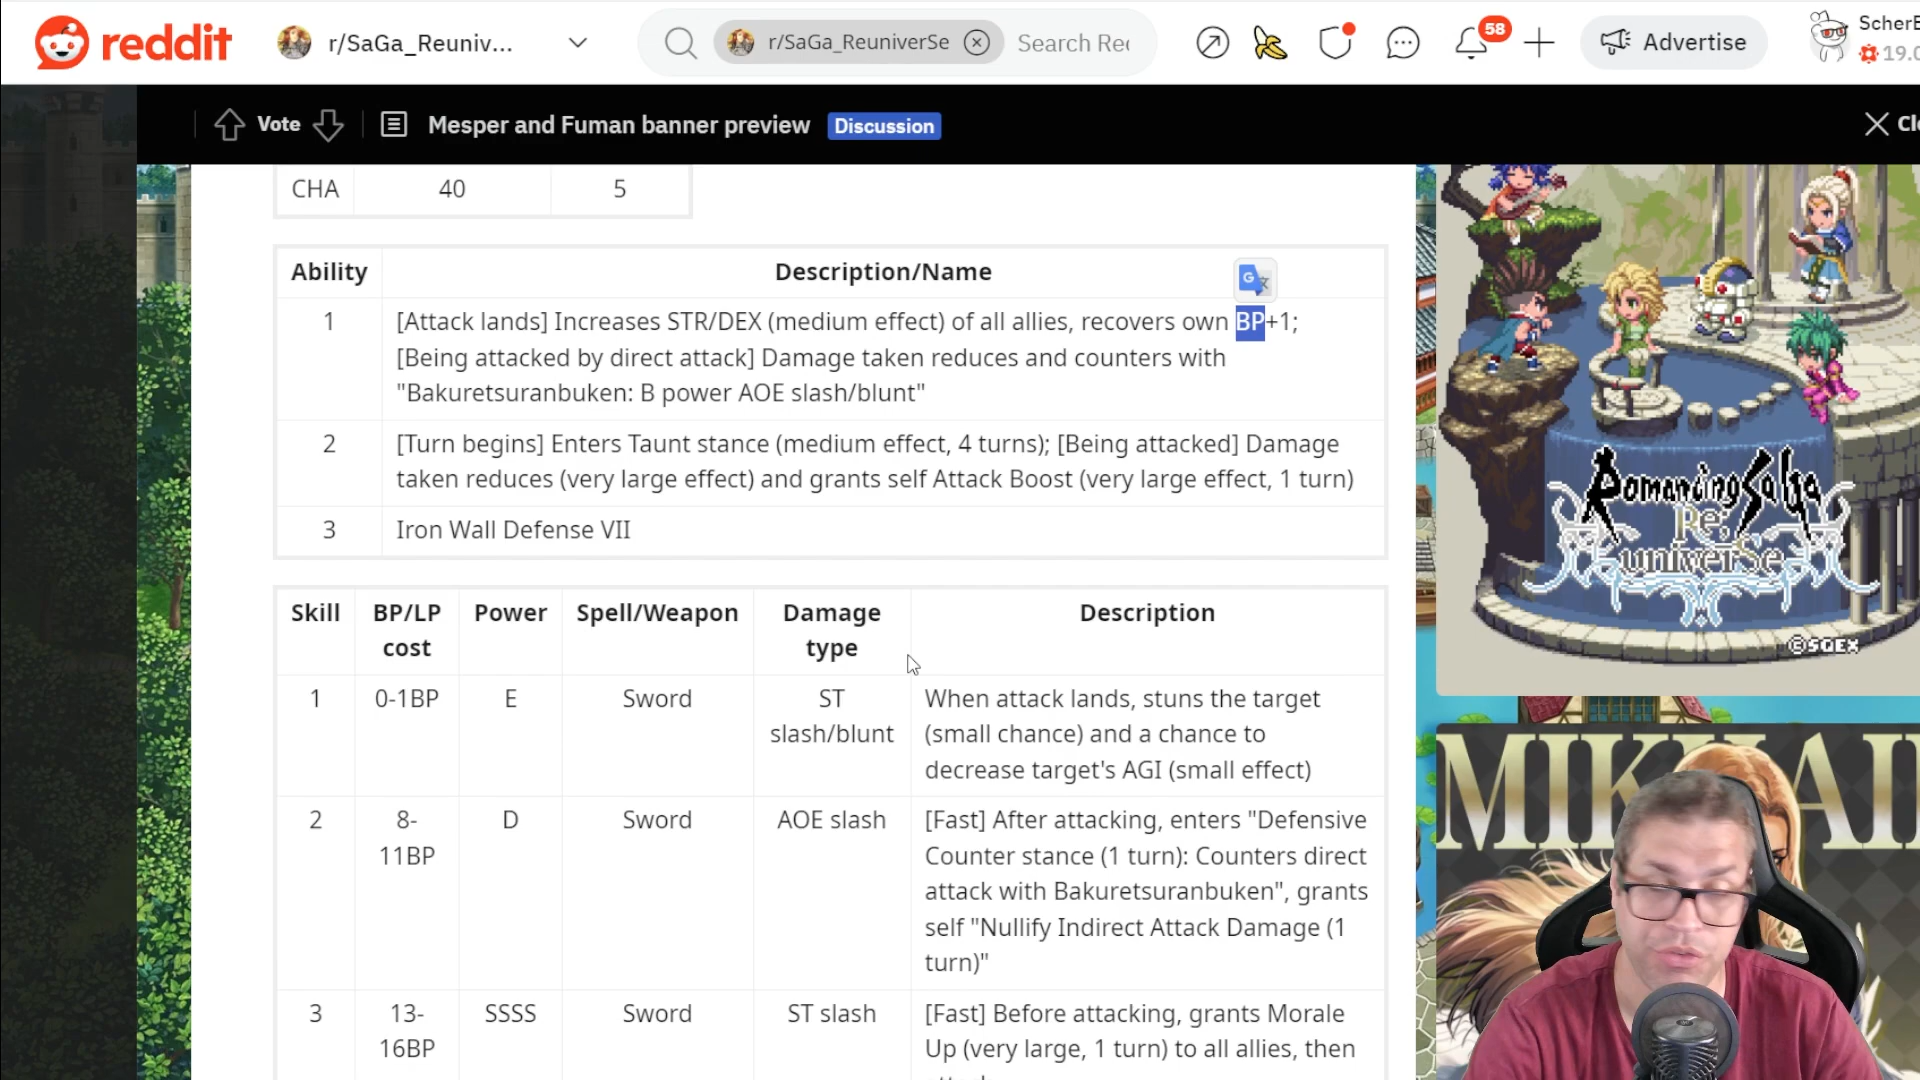 reddit
r/SaGa_Reuniv...
r/SaGa_ReuniverSe
Search Red
58
Advertise
ScherE
19.0
Vote
Mesper and Fuman banner preview
Discussion
Clo
CHA 40 5
Ability Description/Name
1 [Attack lands] Increases STR/DEX (medium effect) of all allies, recovers own BP+1;
[Being attacked by direct attack] Damage taken reduces and counters with
"Bakuretsuranbuken: B power AOE slash/blunt"
2 [Turn begins] Enters Taunt stance (medium effect, 4 turns); [Being attacked] Damage
taken reduces (very large effect) and grants self Attack Boost (very large effect, 1 turn)
3 Iron Wall Defense VII
Skill BP/LP Power Spell/Weapon Damage Description
cost type
1 0-1BP E Sword ST When attack lands, stuns the target
slash/blunt (small chance) and a chance to
decrease target's AGI (small effect)
2 8- D Sword AOE slash [Fast] After attacking, enters "Defensive
11BP Counter stance (1 turn): Counters direct
attack with Bakuretsuranbuken", grants
self "Nullify Indirect Attack Damage (1
turn)"
3 13- SSSS Sword ST slash [Fast] Before attacking, grants Morale
16BP Up (very large, 1 turn) to all allies, then
Romancing SaGa
Re:
universe
©SQEX